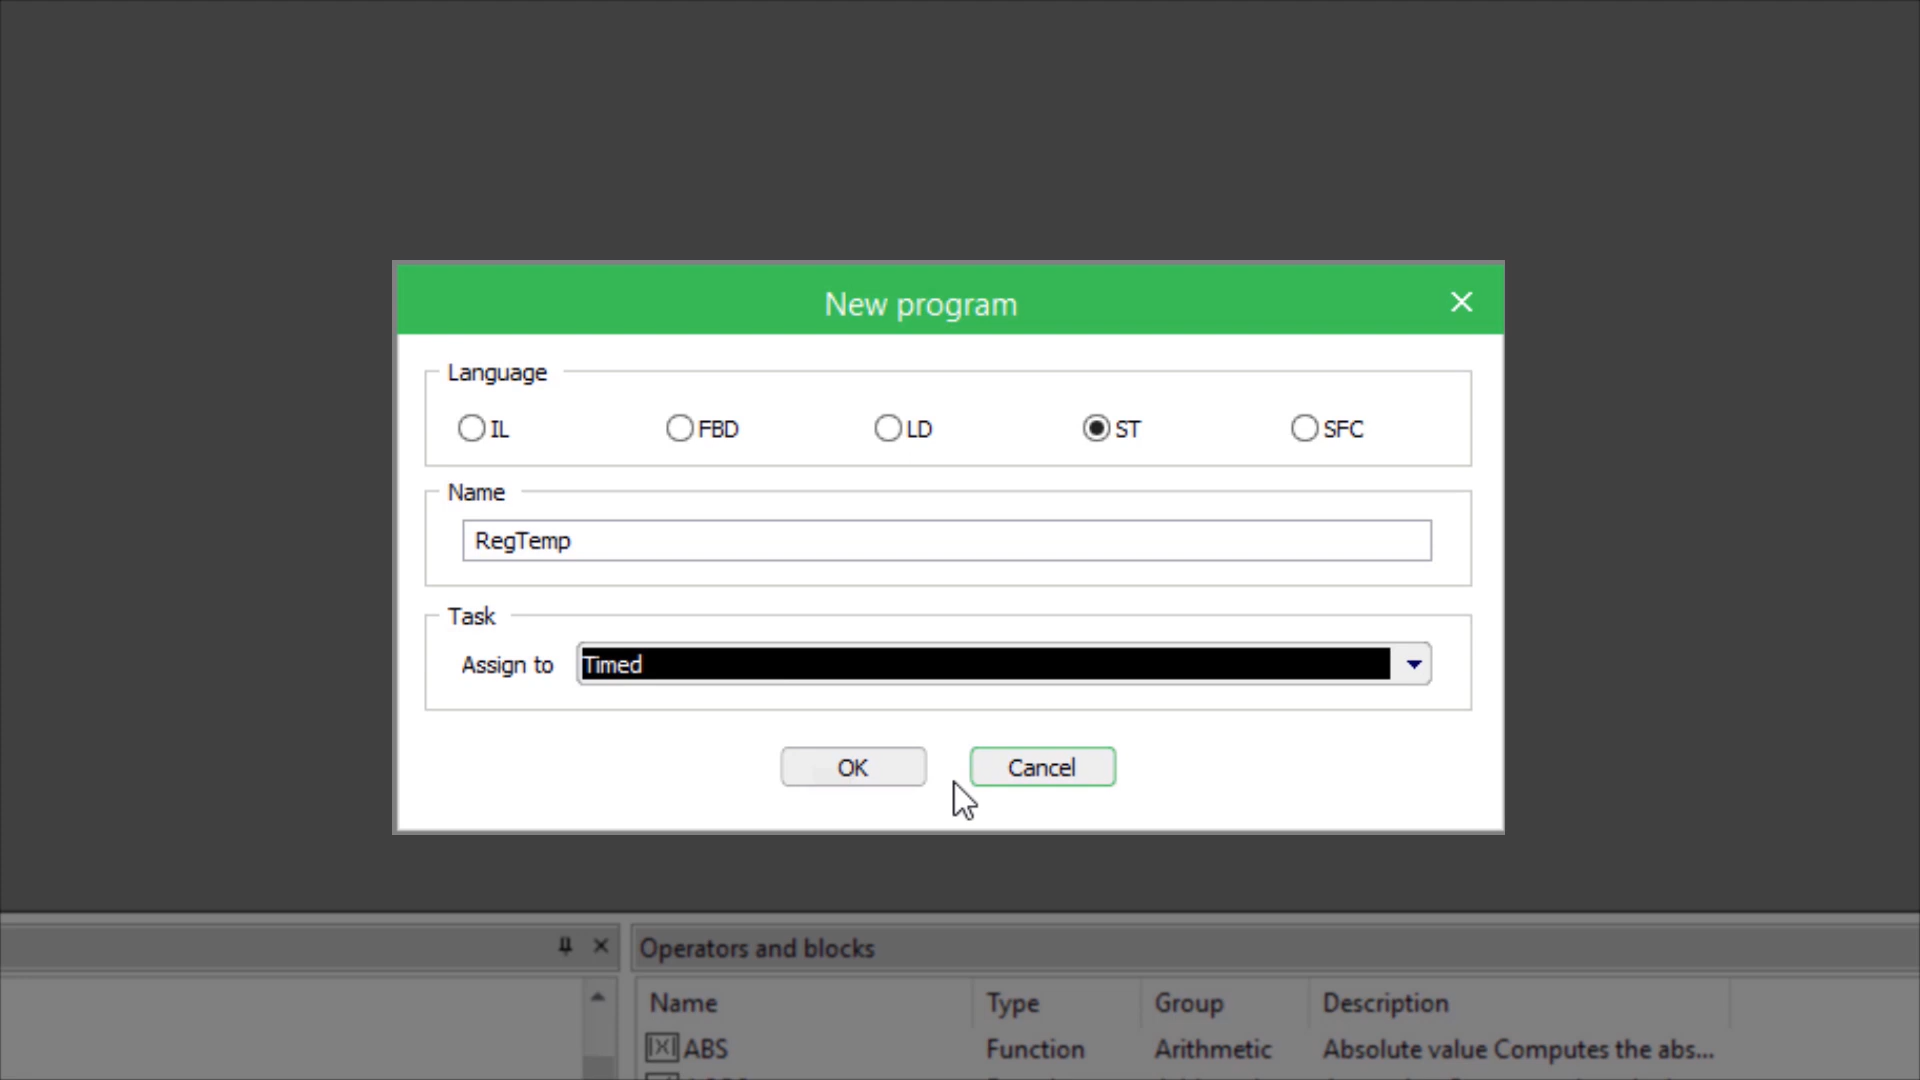 New program
Language
IL FBD LD ST SFC
Name
RegTemp
Task
Assign to Timed
OK Cancel
Operators and blocks
Name Type Group Description
ABS Function Arithmetic Absolute value Computes the abs...